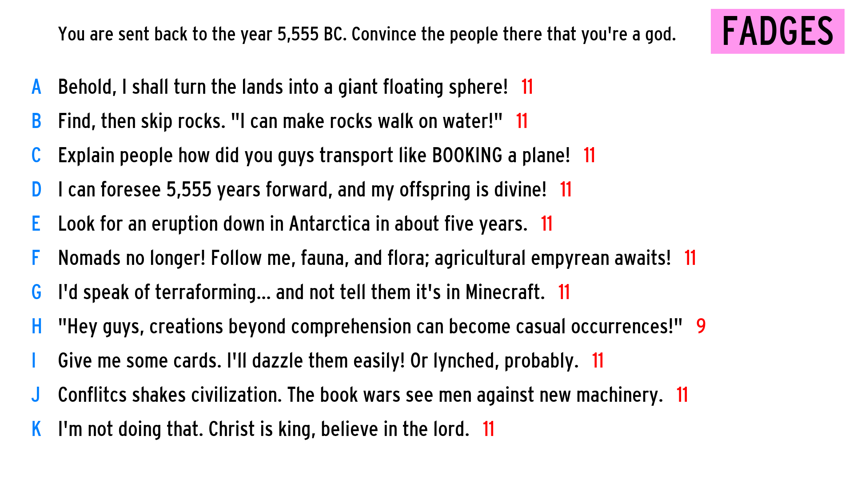 You are sent back to the year 5,555 BC. Convince the people there that you're a god.
FADGES
A Behold, I shall turn the lands into a giant floating sphere! 11
B Find, then skip rocks. "I can make rocks walk on water!" 11
C Explain people how did you guys transport like BOOKING a plane! 11
D I can foresee 5,555 years forward, and my offspring is divine! 11
E Look for an eruption down in Antarctica in about five years. 11
F Nomads no longer! Follow me, fauna, and flora; agricultural empyrean awaits! 11
G I'd speak of terraforming... and not tell them it's in Minecraft. 11
H "Hey guys, creations beyond comprehension can become casual occurrences!" 9
I Give me some cards. I'll dazzle them easily! Or lynched, probably. 11
J Conflitcs shakes civilization. The book wars see men against new machinery. 11
K I'm not doing that. Christ is king, believe in the lord. 11